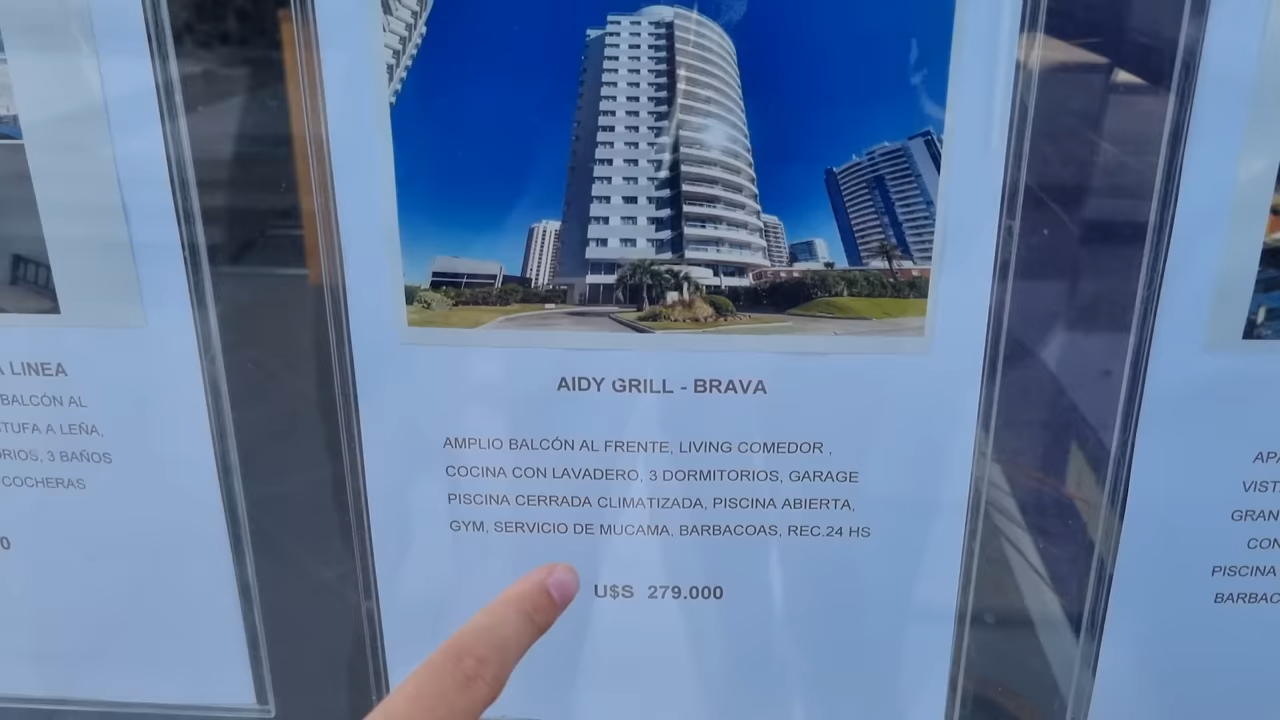 LINEA
BALCÓN AL
TUFA A LEÑA,
RIOS, 3 BAÑOS
COCHERAS
0
AIDY GRILL - BRAVA
AMPLIO BALCÓN AL FRENTE, LIVING COMEDOR ,
COCINA CON LAVADERO, 3 DORMITORIOS, GARAGE
PISCINA CERRADA CLIMATIZADA, PISCINA ABIERTA,
GYM, SERVICIO DE MUCAMA, BARBACOAS, REC.24 HS
U$S 279.000
APA
VIST
GRAN
CON
PISCINA
BARBAC